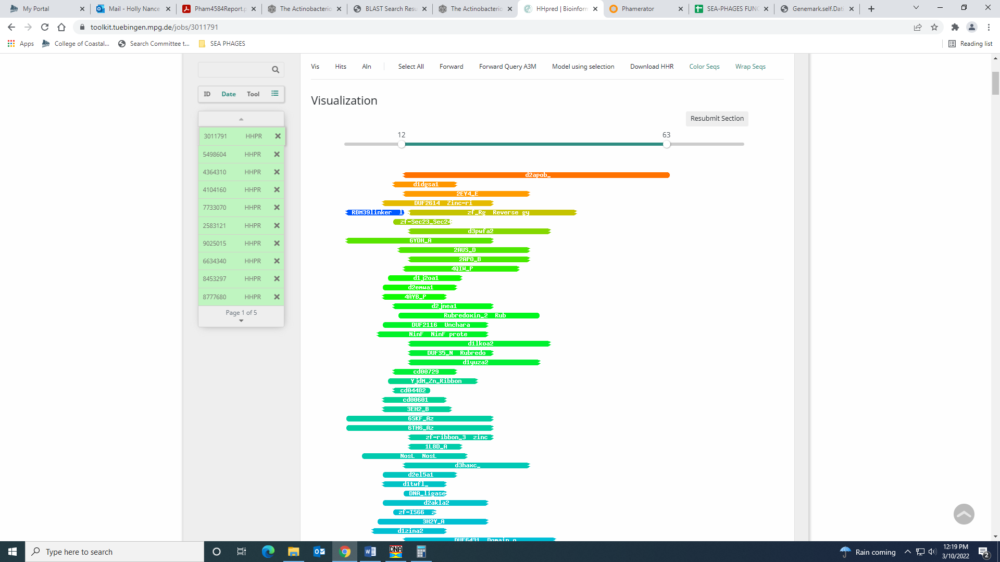 My Portal
Mail - Holly Nance
Pham4584Report.p
The Actinobacterio
BLAST Search Resu
The Actinobacterio
HHpred | Bioinform
Phamerator
SEA-PHAGES FUN
Genemark.self.Dati
toolkit.tuebingen.mpg.de/jobs/3011791
Apps
College of Coastal...
Search Committee t...
SEA PHAGES
Reading list
Vis
Hits
Aln
Select All
Forward
Forward Query A3M
Model using selection
Download HHR
Color Seqs
Wrap Seqs
ID Date Tool
3011791 HHPR
5498604 HHPR
4364310 HHPR
4104160 HHPR
7733070 HHPR
2583121 HHPR
9025015 HHPR
6634340 HHPR
8453297 HHPR
8777680 HHPR
Page 1 of 5
Visualization
Resubmit Section
12 63
d2apob_
d1dgsa1
2EY4_E
DUF2614 Zinc-ri
RBM39linker l
zf_Rg Reverse gy
zf-Sec23_Sec24
d3pwfa2
6YDH_A
2AUS_D
2APO_B
4QIW_P
d1j2oa1
d2enwa1
4AYB_P
d2jnea1
Rubredoxin_2 Rub
DUF2116 Unchara
NinF NinF prote
d1lkoa2
DUF35_N Rubredo
d1yuza2
cd00729
YjdM_Zn_Ribbon
cd04482
cd00601
3EH2_B
6SKF_Az
6TH6_Az
zf-ribbon_3 zinc
1L8D_A
NosL NosL
d3haxc_
d2el5a1
d1twfl_
DNA_ligase
d2akla2
zf-IS66 z
3H2Y_A
d1zina2
DUF6431 Domain o
Type here to search
DNA
Rain coming
12:19 PM
3/10/2022
2